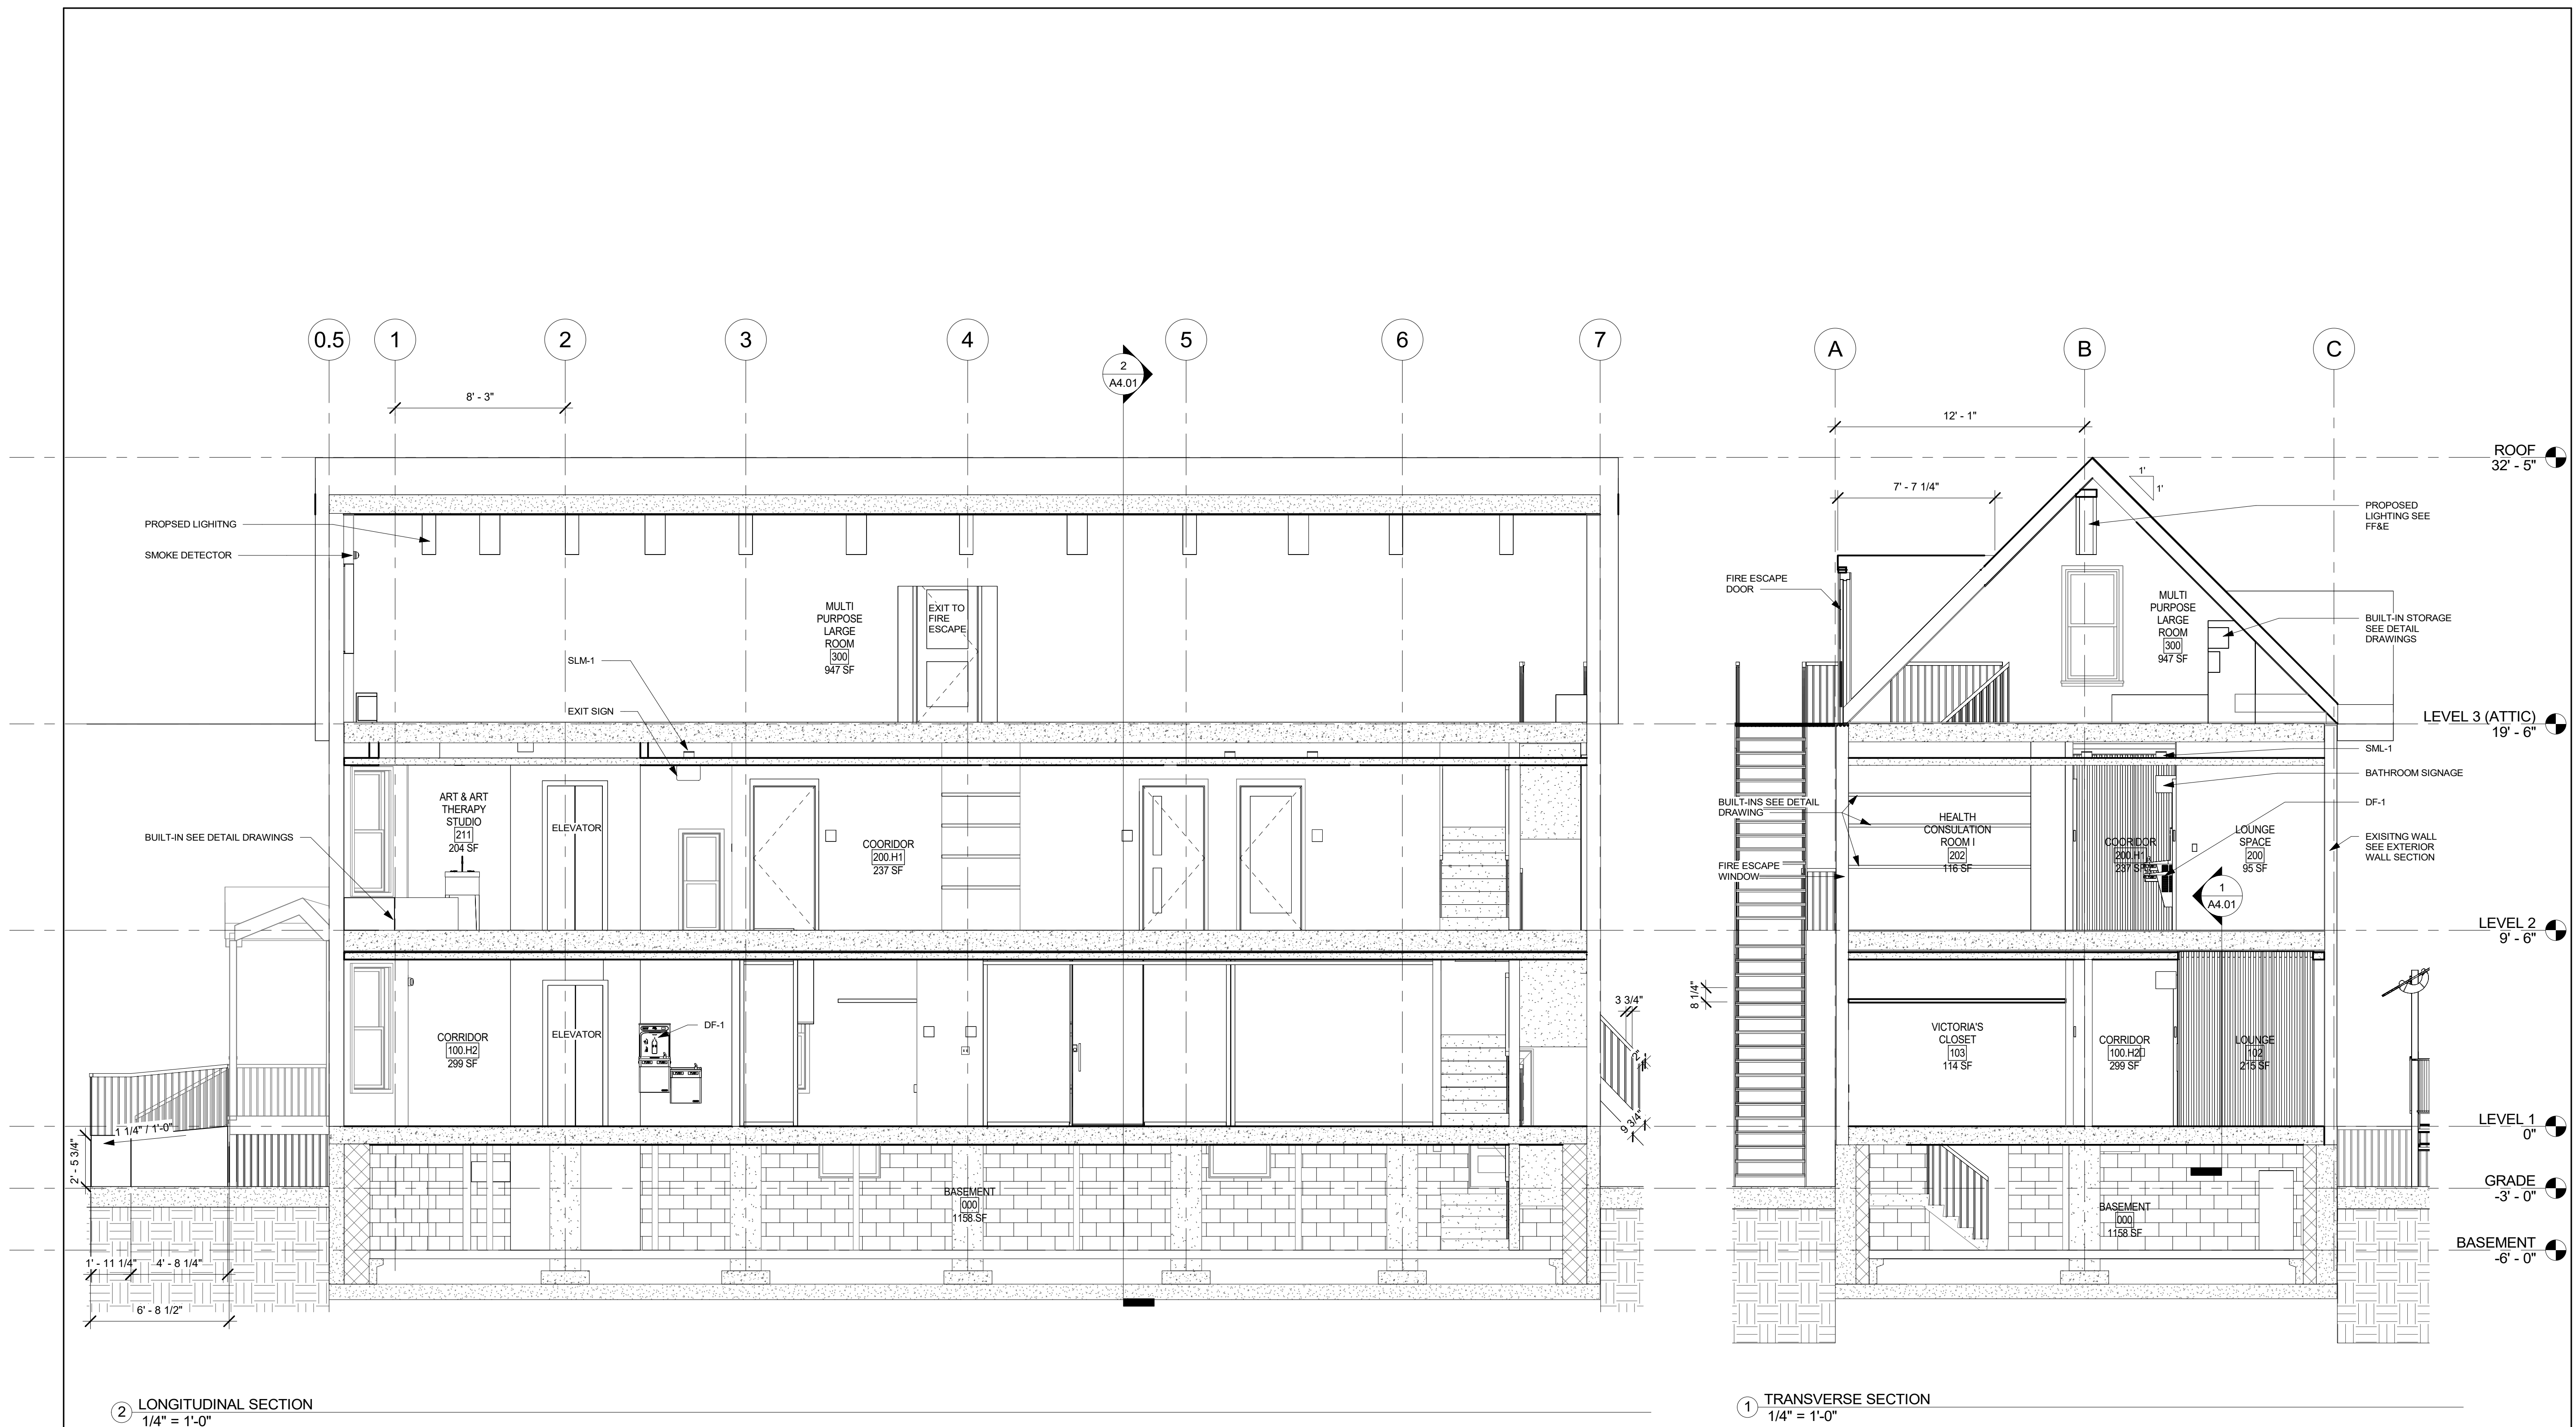 0.5
1
2
3
4
5
6
7
A
B
C
2
A4.01
8' - 3"
12' - 1"
7' - 7 1/4"
1'
1'
ROOF
32' - 5"
PROPSED LIGHITNG
SMOKE DETECTOR
MULTI
PURPOSE
LARGE
ROOM
300
947 SF
EXIT TO
FIRE
ESCAPE
SLM-1
EXIT SIGN
PROPOSED
LIGHTING SEE
FF&E
FIRE ESCAPE
DOOR
MULTI
PURPOSE
LARGE
ROOM
300
947 SF
BUILT-IN STORAGE
SEE DETAIL
DRAWINGS
LEVEL 3 (ATTIC)
19' - 6"
ART & ART
THERAPY
STUDIO
211
204 SF
ELEVATOR
BUILT-IN SEE DETAIL DRAWINGS
COORIDOR
200.H1
237 SF
SML-1
BATHROOM SIGNAGE
DF-1
BUILT-INS SEE DETAIL
DRAWING
HEALTH
CONSULATION
ROOM I
202
116 SF
COORIDOR
200.H1
237 SF
LOUNGE
SPACE
200
95 SF
EXISITNG WALL
SEE EXTERIOR
WALL SECTION
FIRE ESCAPE
WINDOW
1
A4.01
LEVEL 2
9' - 6"
CORRIDOR
100.H2
299 SF
ELEVATOR
DF-1
3 3/4"
2"
9 3/4"
8 1/4"
VICTORIA'S
CLOSET
103
114 SF
CORRIDOR
100.H2
299 SF
LOUNGE
102
215 SF
LEVEL 1
0"
1 1/4" / 1'-0"
2' - 5 3/4"
GRADE
-3' - 0"
BASEMENT
000
1158 SF
BASEMENT
000
1158 SF
BASEMENT
-6' - 0"
1' - 11 1/4"
4' - 8 1/4"
6' - 8 1/2"
2
LONGITUDINAL SECTION
1/4" = 1'-0"
1
TRANSVERSE SECTION
1/4" = 1'-0"